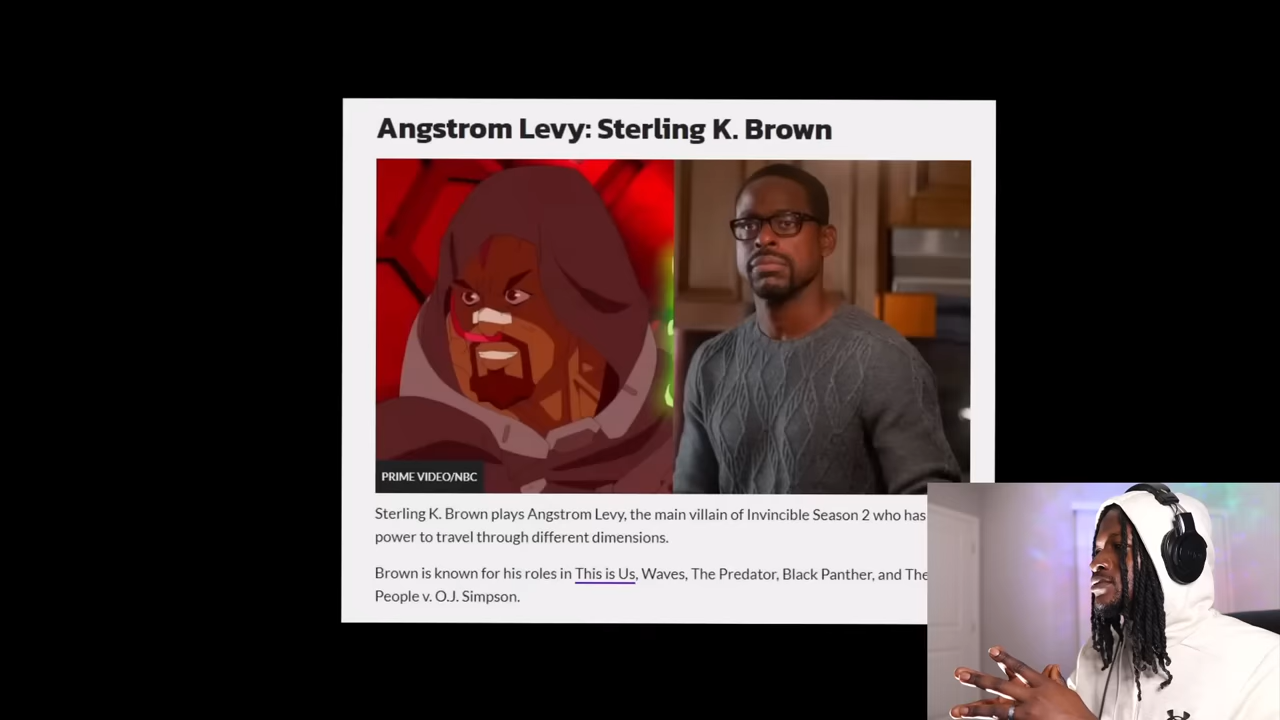 Angstrom Levy: Sterling K. Brown
PRIME VIDEO/NBC
Sterling K. Brown plays Angstrom Levy, the main villain of Invincible Season 2 who has
power to travel through different dimensions.
Brown is known for his roles in This is Us, Waves, The Predator, Black Panther, and The
People v. O.J. Simpson.